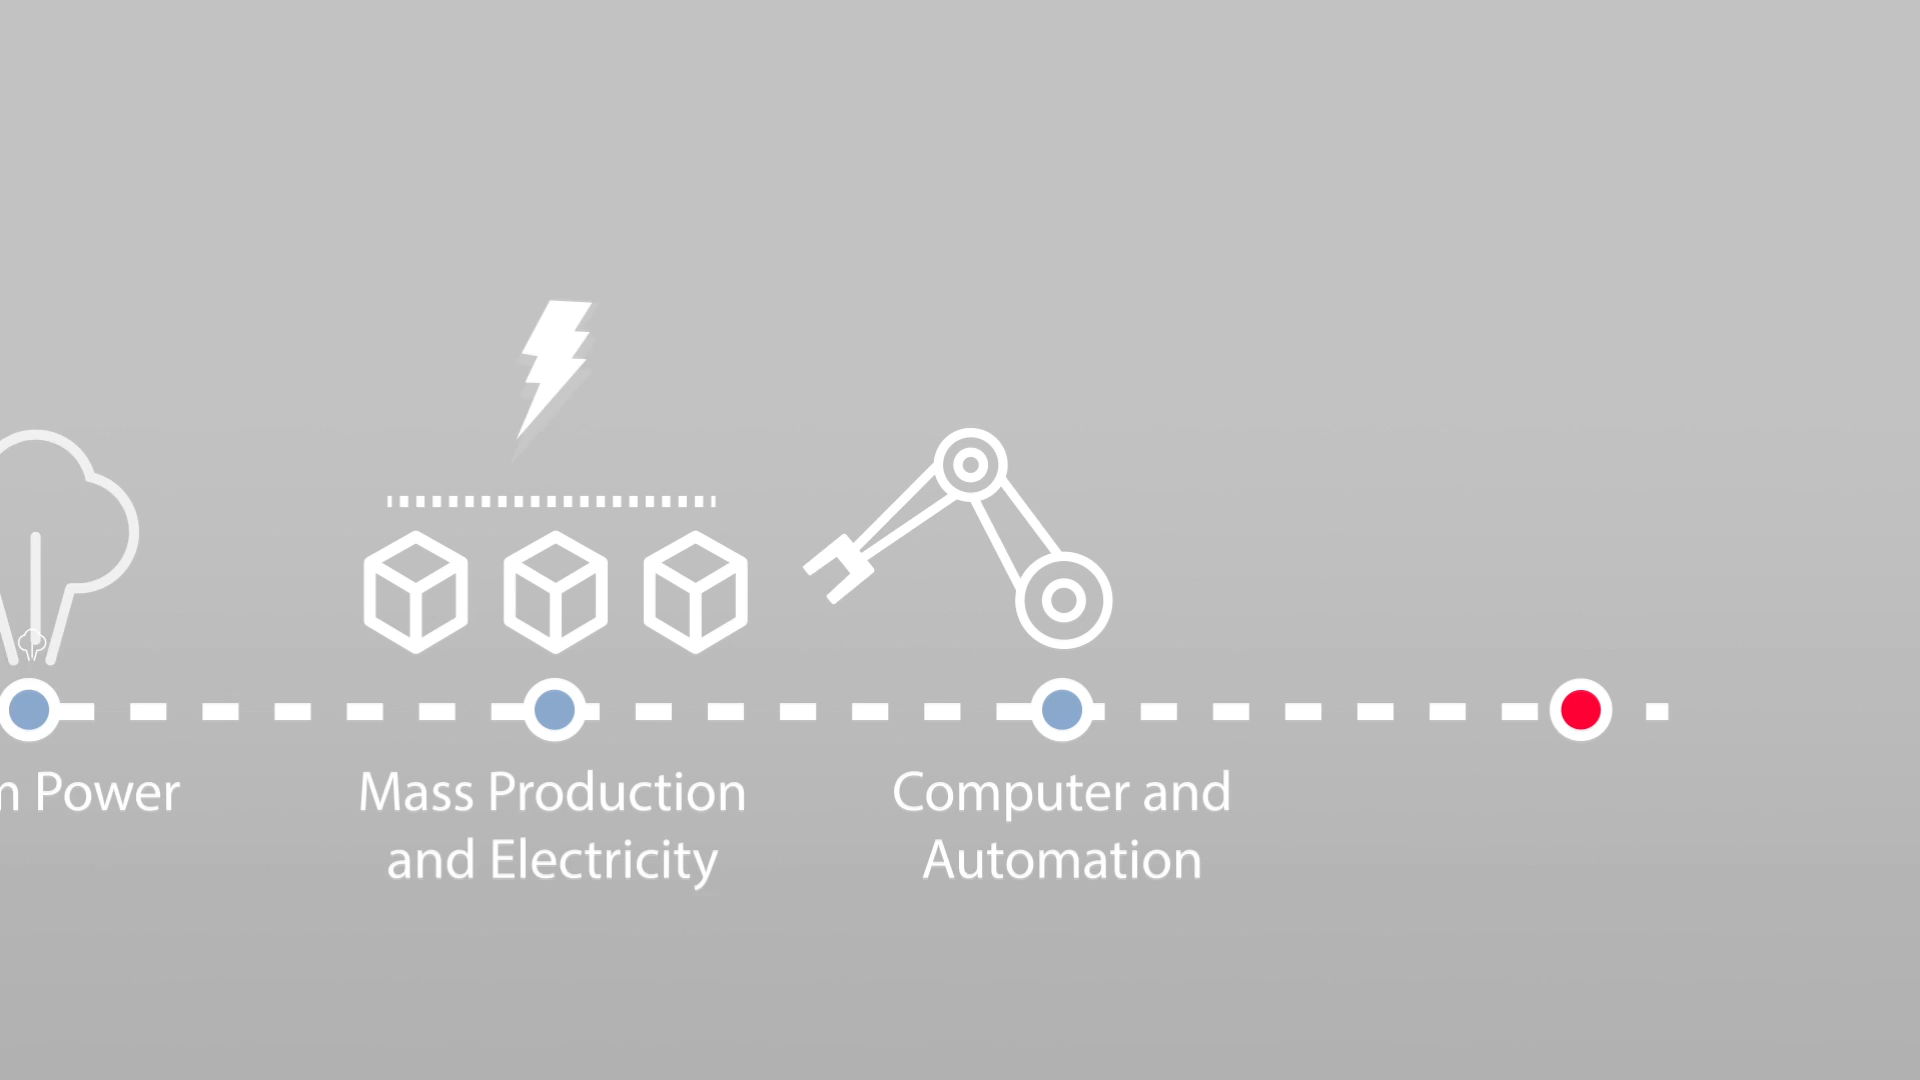 Power
Mass Production
and Electricity
Computer and
Automation